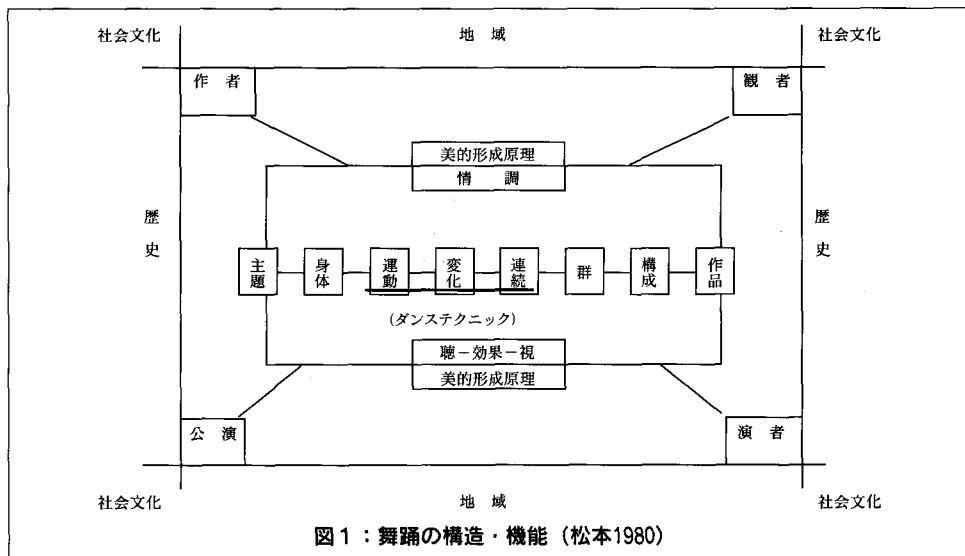 社会文化 地域 社会文化
作者 観者
美的形成原理
情調
歴史 歴史
主題 身体 運動 変化 連続 群 構成 作品
(ダンステクニック)
聴－効果－視
美的形成原理
公演 演者
社会文化 地域 社会文化
図1：舞踊の構造・機能（松本1980）